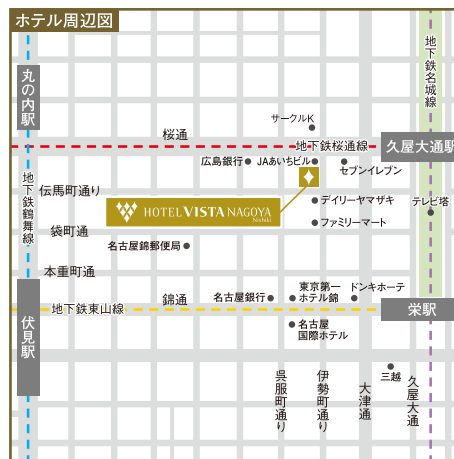 ホテル周辺図
丸の内駅
地下鉄名城線
サークルK
桜通
地下鉄桜通線
久屋大通駅
広島銀行
JAあいちビル
セブンイレブン
地下鉄鶴舞線
伝馬町通り
デイリーヤマザキ
テレビ塔
HOTEL VISTA NAGOYA
Nishiki
ファミリーマート
袋町通
名古屋錦郵便局
本重町通
錦通
名古屋銀行
東京第一
ホテル錦
ドンキホーテ
地下鉄東山線
栄駅
伏見駅
名古屋
国際ホテル
三越
呉服町通り
伊勢町通り
大津通
久屋大通